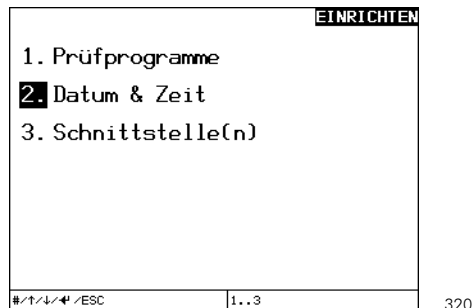 EINRICHTEN
1. Prüfprogramme
2. Datum & Zeit
3. Schnittstelle(n)
#/↑/↓/↵/ESC 1..3
320